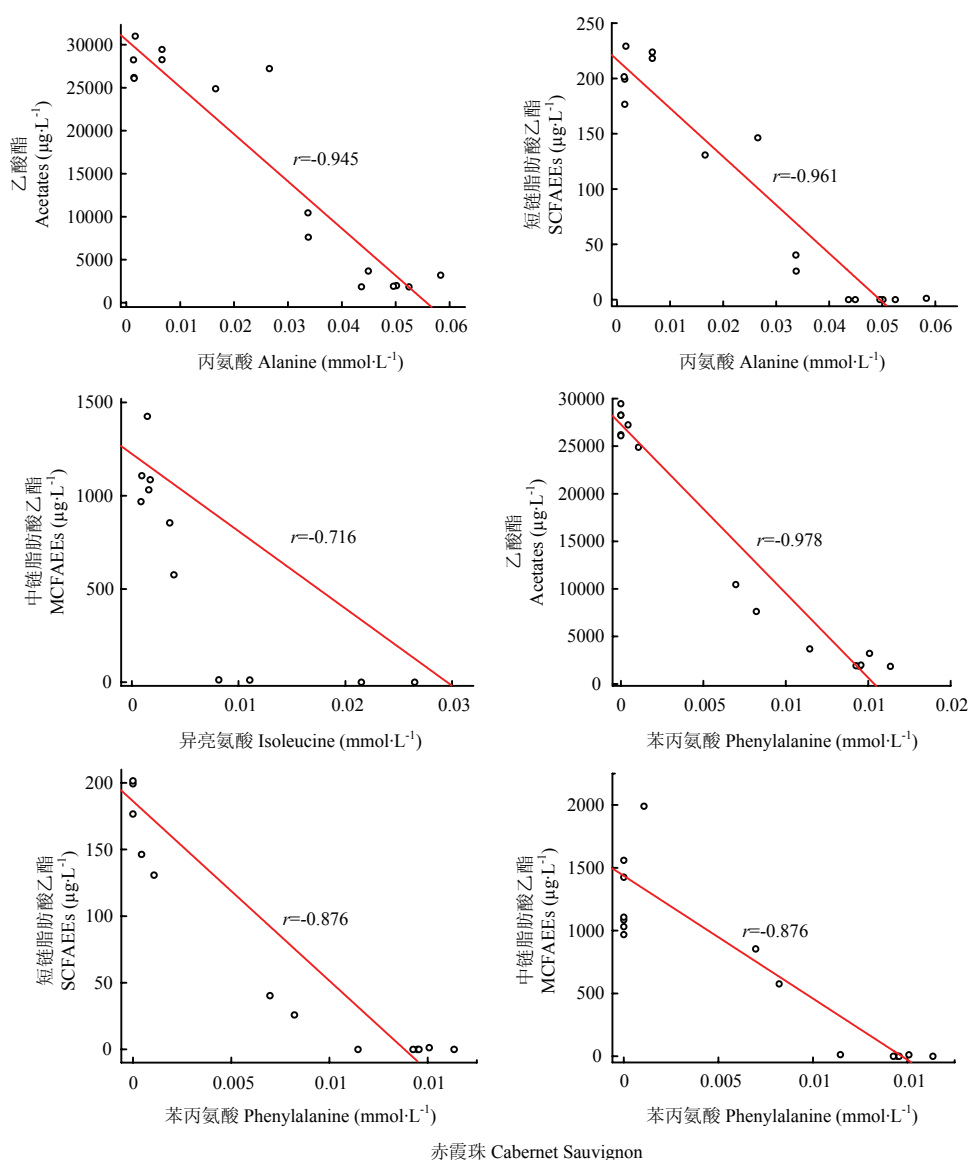 30000
25000
20000
15000
10000
5000
0
乙酸酯
Acetates (μg·L-1)
r=-0.945
0 0.01 0.02 0.03 0.04 0.05 0.06
丙氨酸 Alanine (mmol·L-1)
250
200
150
100
50
0
短链脂肪酸乙酯
SCFAEEs (μg·L-1)
r=-0.961
0 0.01 0.02 0.03 0.04 0.05 0.06
丙氨酸 Alanine (mmol·L-1)
1500
1000
500
0
中链脂肪酸乙酯
MCFAEEs (μg·L-1)
r=-0.716
0 0.01 0.02 0.03
异亮氨酸 Isoleucine (mmol·L-1)
30000
25000
20000
15000
10000
5000
0
乙酸酯
Acetates (μg·L-1)
r=-0.978
0 0.005 0.01 0.01 0.02
苯丙氨酸 Phenylalanine (mmol·L-1)
200
150
100
50
0
短链脂肪酸乙酯
SCFAEEs (μg·L-1)
r=-0.876
0 0.005 0.01 0.01
苯丙氨酸 Phenylalanine (mmol·L-1)
2000
1500
1000
500
0
中链脂肪酸乙酯
MCFAEEs (μg·L-1)
r=-0.876
0 0.005 0.01 0.01
苯丙氨酸 Phenylalanine (mmol·L-1)
赤霞珠 Cabernet Sauvignon